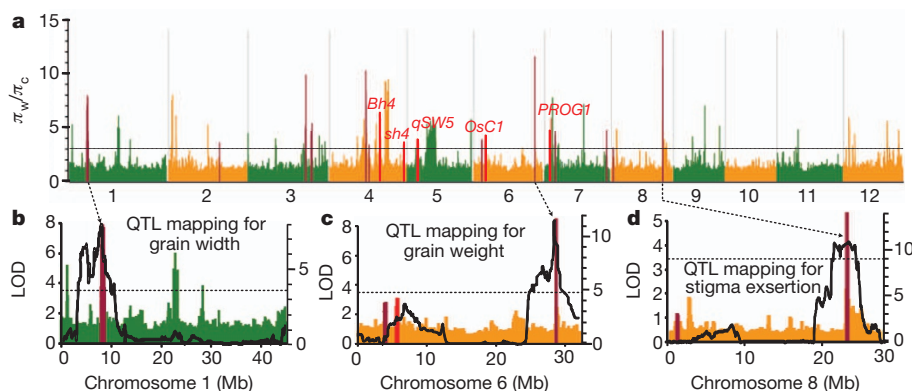 a
πw/πc
15
10
5
0
Bh4
sh4
qSW5
OsC1
PROG1
1 2 3 4 5 6 7 8 9 10 11 12
b
QTL mapping for
grain width
LOD
8
6
4
2
0
5
0
0 10 20 30 40
Chromosome 1 (Mb)
c
QTL mapping for
grain weight
LOD
8
6
4
2
0
10
5
0
0 10 20 30
Chromosome 6 (Mb)
d
QTL mapping for
stigma exsertion
LOD
5
4
3
2
1
0
10
5
0
0 10 20 30
Chromosome 8 (Mb)